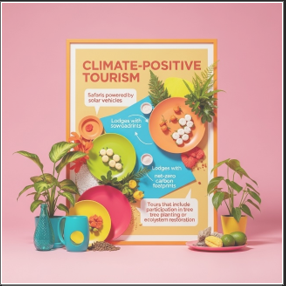 CLIMATE-POSITIVE
TOURISM
Safaris powered by
solar vehicles
Lodges with
Lodges with
net-zero
carbon
footprints
Tours that include
participation in tree
tree planting or
ecosystem restoration